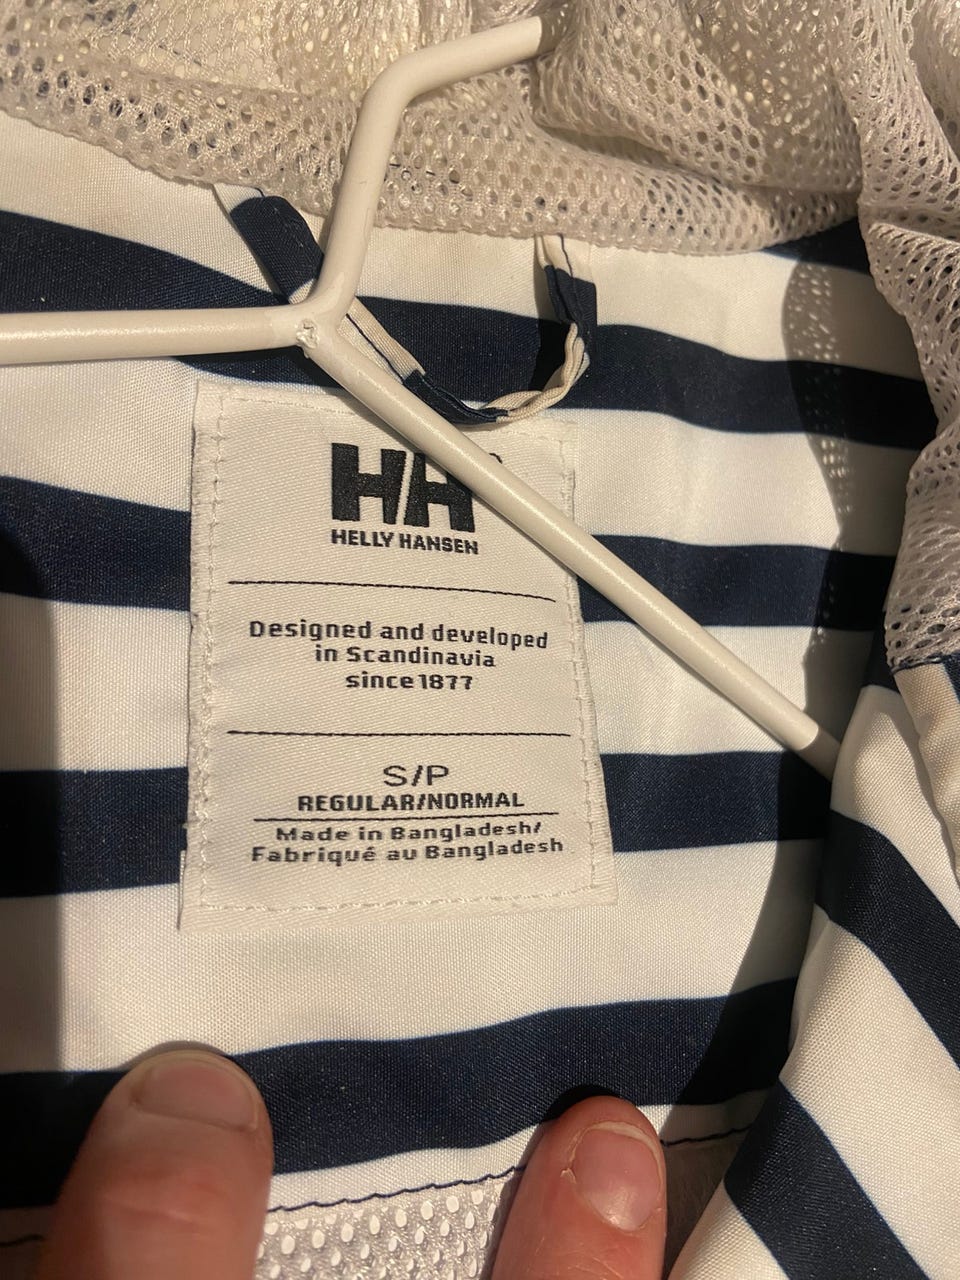 HH
HELLY HANSEN
Designed and developed
in Scandinavia
since 1877
S/P
REGULAR/NORMAL
Made in Bangladesh/
Fabriqué au Bangladesh